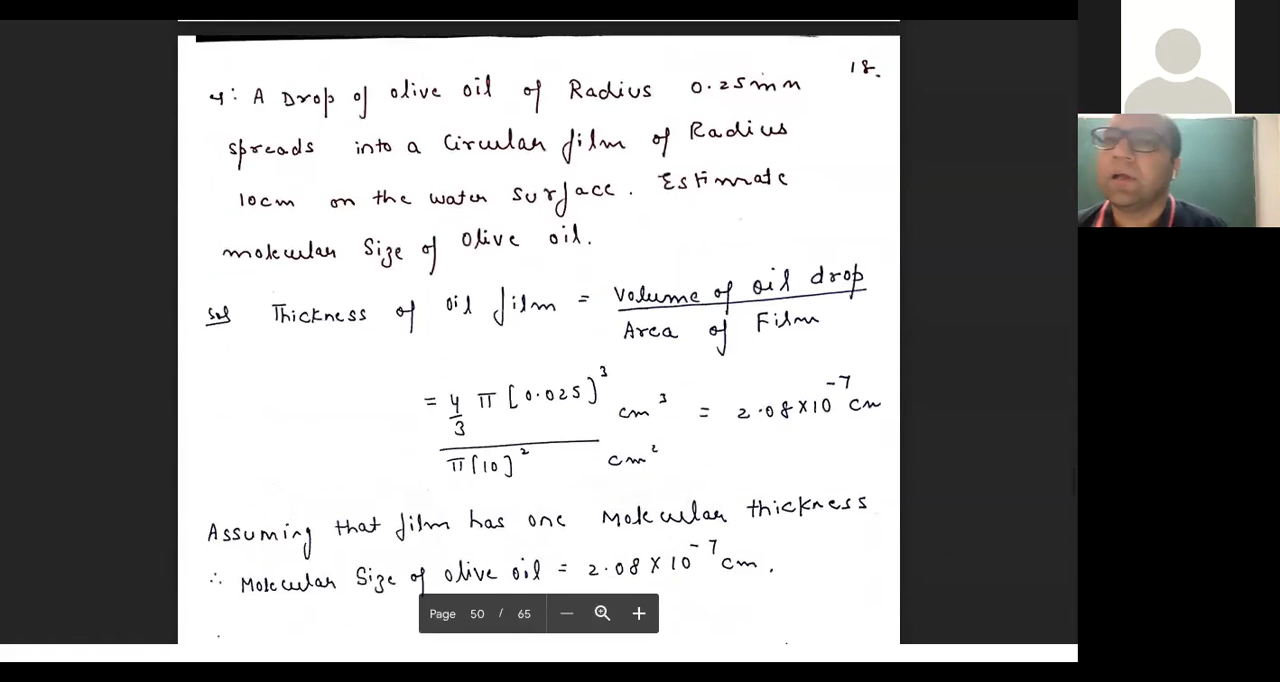 18.
4: A Drop of olive oil of Radius 0.25mm
spreads into a Circular film of Radius
10cm on the water surface. Estimate
molecular Size of olive oil.
Sol Thickness of oil film = Volume of oil drop
Area of Film
= 4/3 π [0.025)³ cm³ = 2.08×10⁻⁷ cm
π[10]² cm²
Assuming that film has one Molecular thickness
∴ Molecular Size of olive oil = 2.08×10⁻⁷ cm.
Page 50 / 65